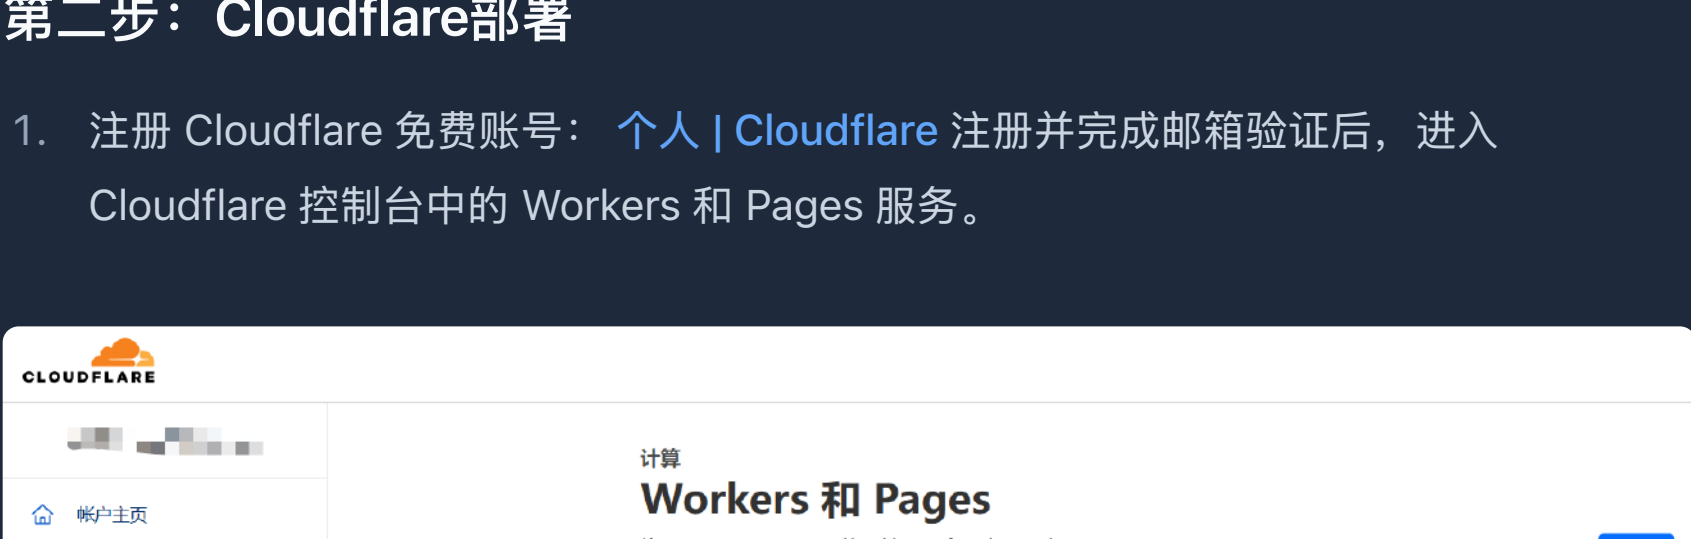 第二步：Cloudflare部署
1. 注册 Cloudflare 免费账号： 个人 | Cloudflare 注册并完成邮箱验证后，进入
Cloudflare 控制台中的 Workers 和 Pages 服务。
CLOUDFLARE
计算
Workers 和 Pages
帐户主页